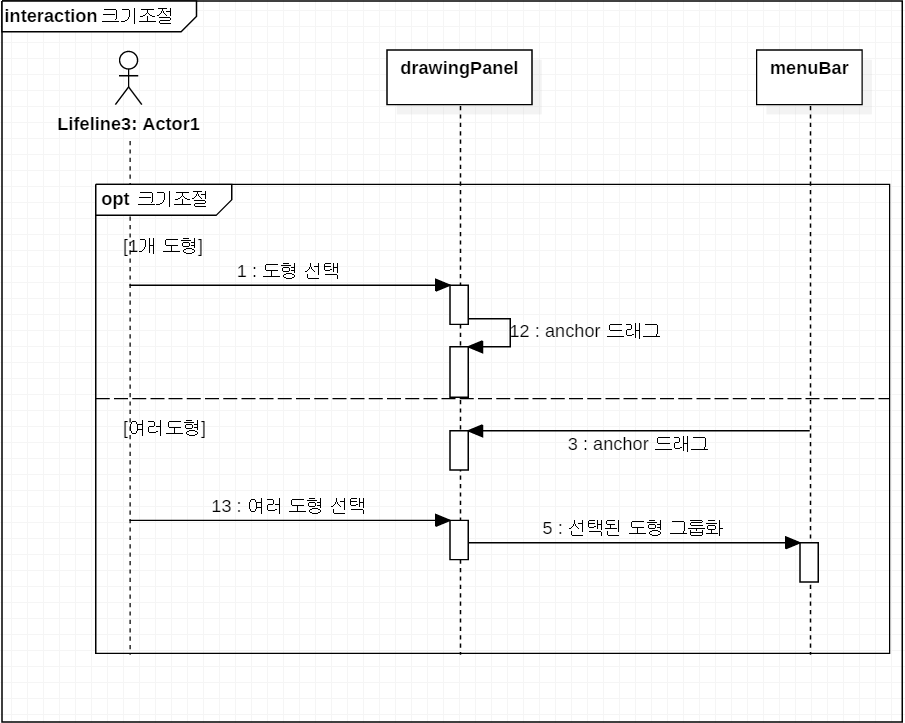 interaction 크기조절
drawingPanel
menuBar
Lifeline3: Actor1
opt 크기조절
[1개 도형]
1 : 도형 선택
12 : anchor 드래그
[여러도형]
3 : anchor 드래그
13 : 여러 도형 선택
5 : 선택된 도형 그룹화